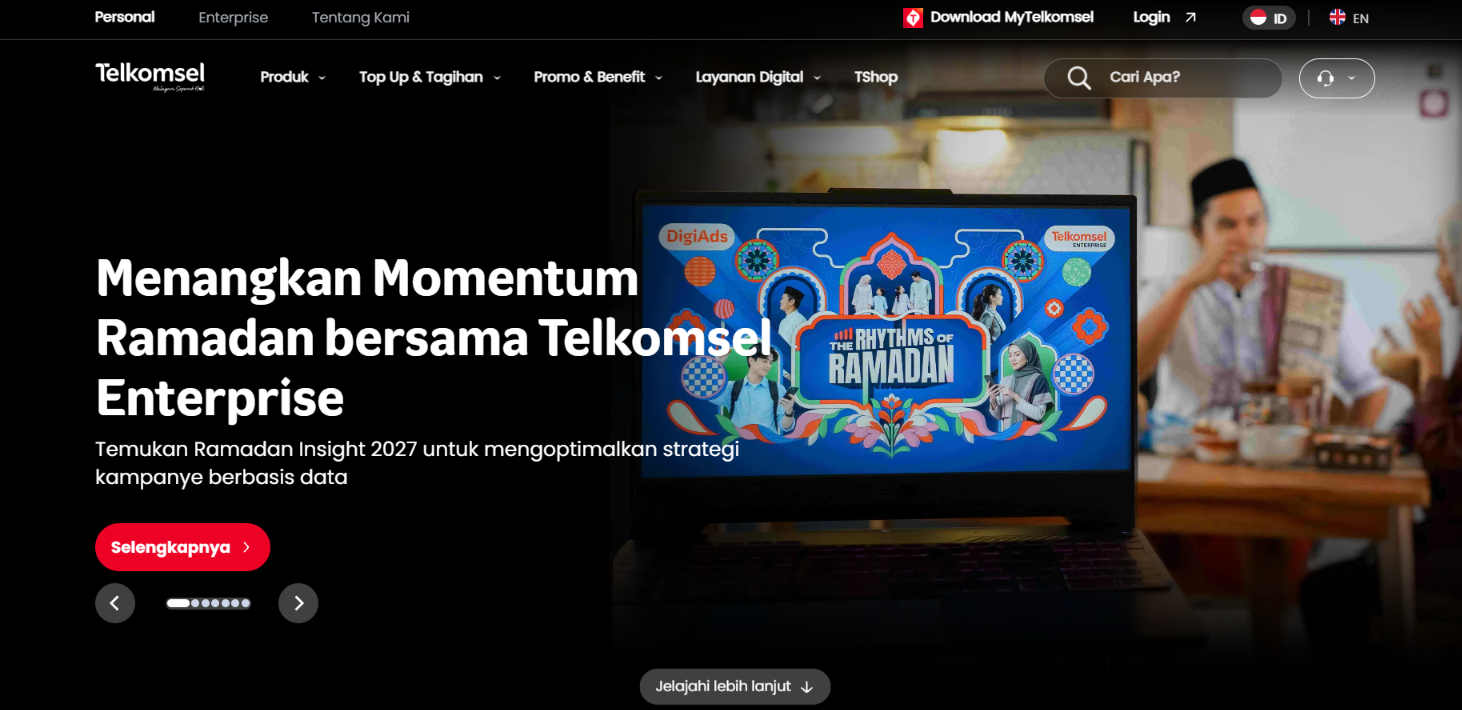 Personal
Enterprise
Tentang Kami
Download MyTelkomsel
Login
ID
EN
Telkomsel
Produk
Top Up & Tagihan
Promo & Benefit
Layanan Digital
TShop
Cari Apa?
DigiAds
Telkomsel
ENTERPRISE
THE RHYTHMS OF
RAMADAN
Menangkan Momentum
Ramadan bersama Telkomsel
Enterprise
Temukan Ramadan Insight 2027 untuk mengoptimalkan strategi
kampanye berbasis data
Selengkapnya
Jelajahi lebih lanjut